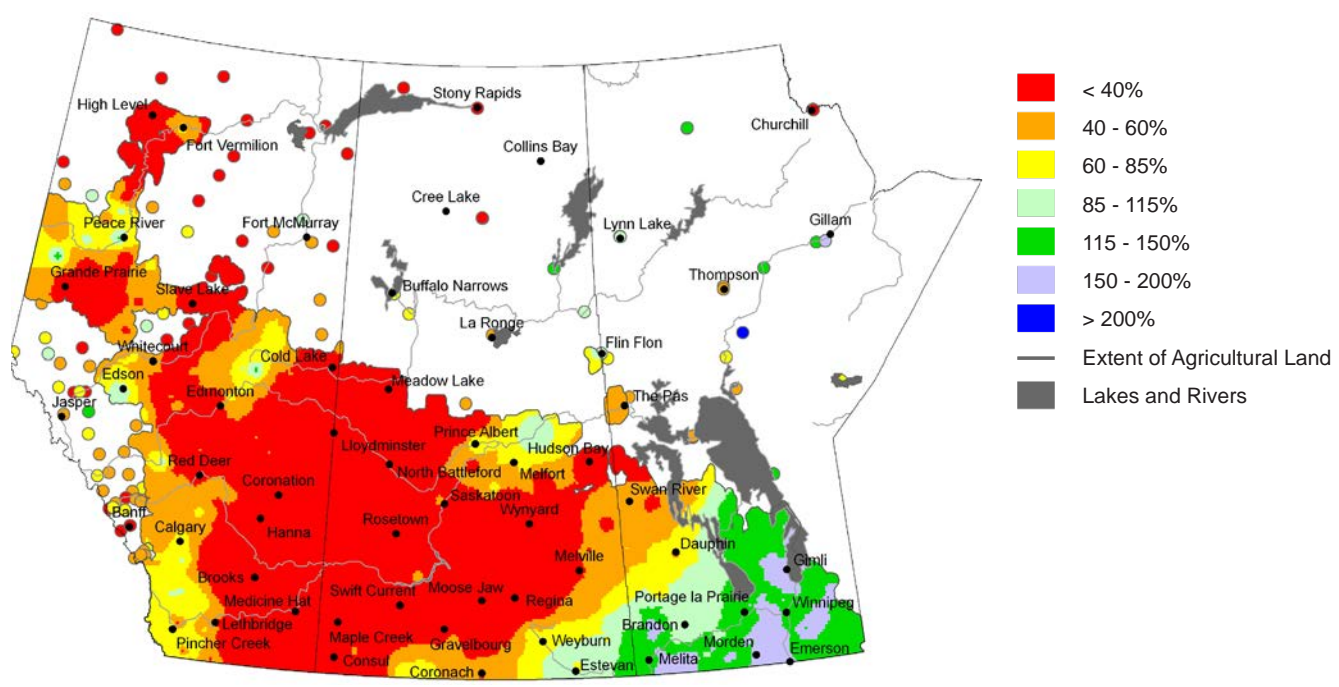 High Level
Fort Vermilion
Stony Rapids
Churchill
Collins Bay
Cree Lake
Peace River
Fort McMurray
Lynn Lake
Gillam
Grande Prairie
Slave Lake
Buffalo Narrows
Thompson
La Ronge
Whitecourt
Flin Flon
Edson
Cold Lake
Meadow Lake
Edmonton
Jasper
The Pas
Lloydminster
Prince Albert
Hudson Bay
Red Deer
North Battleford
Melfort
Coronation
Saskatoon
Swan River
Banff
Calgary
Hanna
Rosetown
Wynyard
Dauphin
Melville
Gimli
Brooks
Medicine Hat
Swift Current
Moose Jaw
Regina
Portage la Prairie
Winnipeg
Lethbridge
Pincher Creek
Maple Creek
Gravelbourg
Weyburn
Brandon
Morden
Emerson
Consul
Coronach
Estevan
Melita
< 40%
40 - 60%
60 - 85%
85 - 115%
115 - 150%
150 - 200%
> 200%
Extent of Agricultural Land
Lakes and Rivers